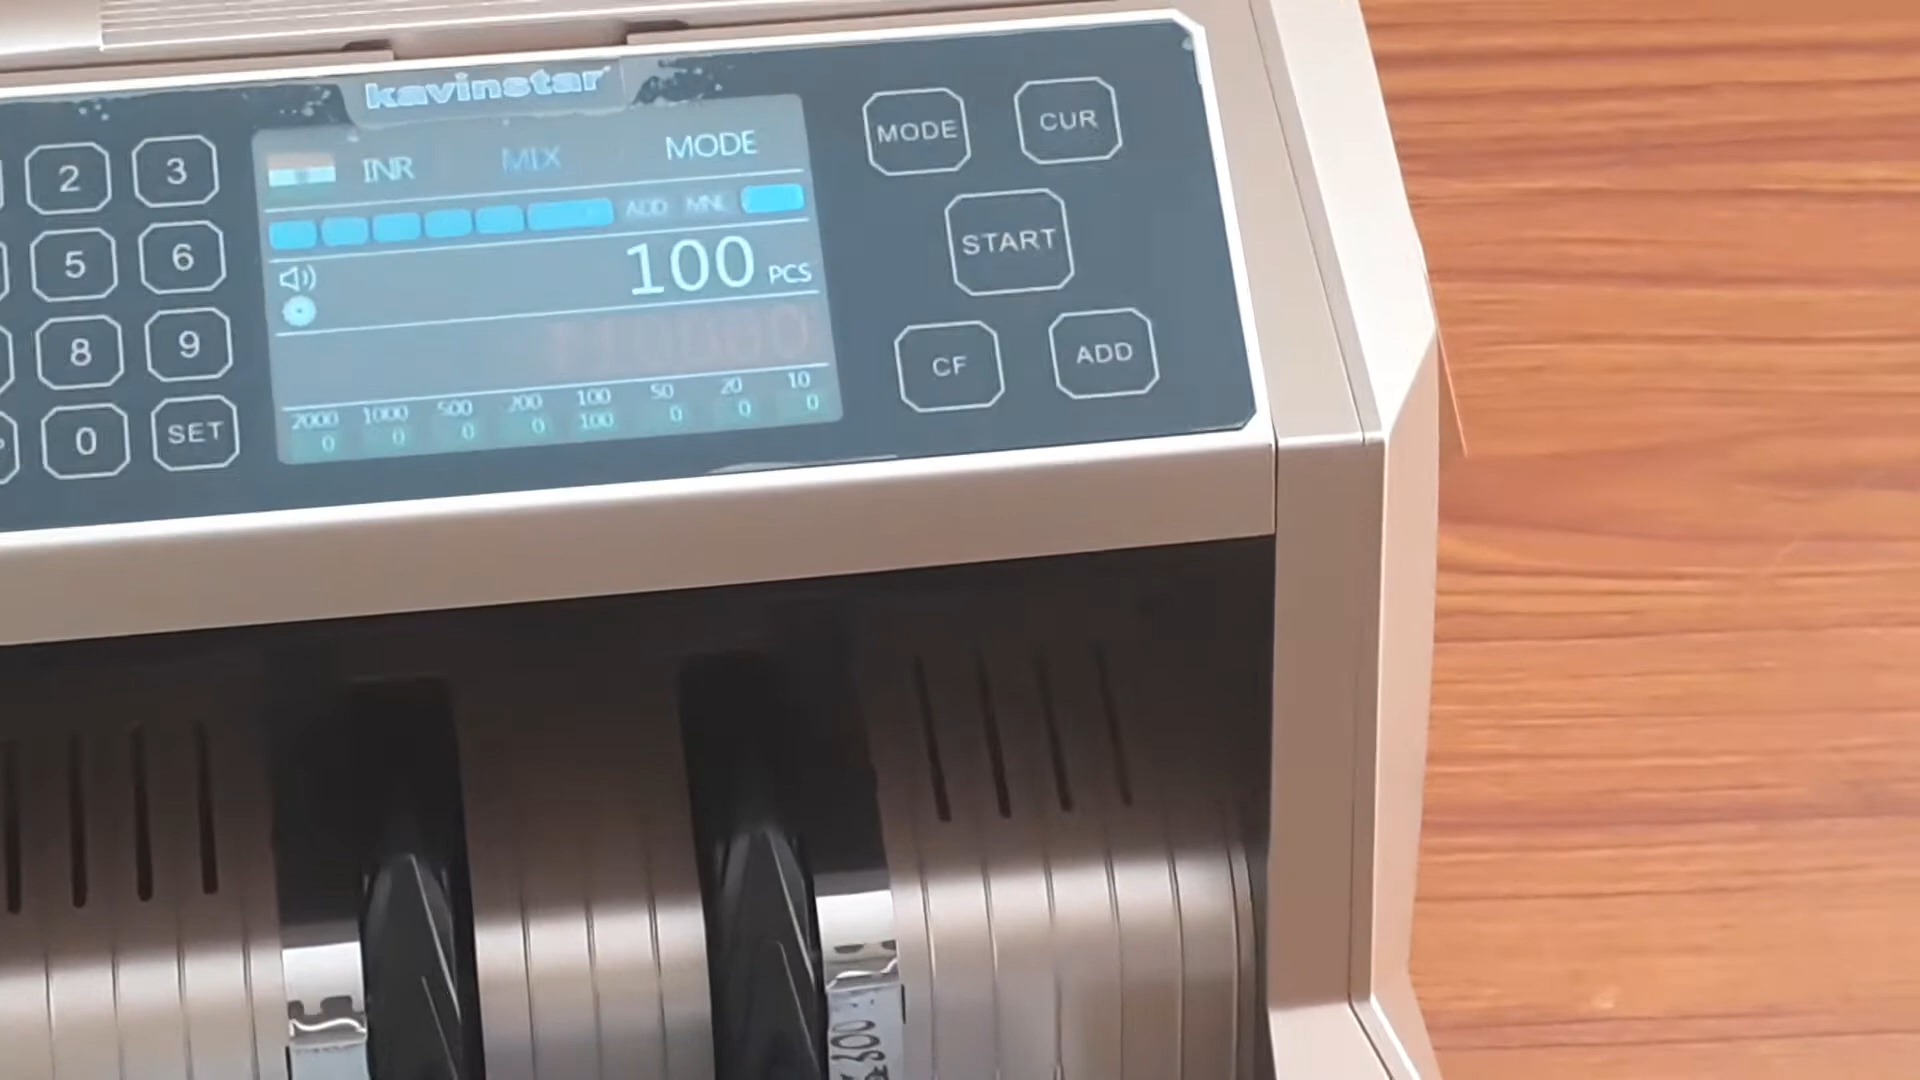 kavinstar
INR MIX MODE
ADD MNL
100 PCS
2000 1000 500 200 100 50 20 10
0 0 0 0 100 0 0 0
2 3
5 6
8 9
0 SET
MODE CUR
START
CF ADD